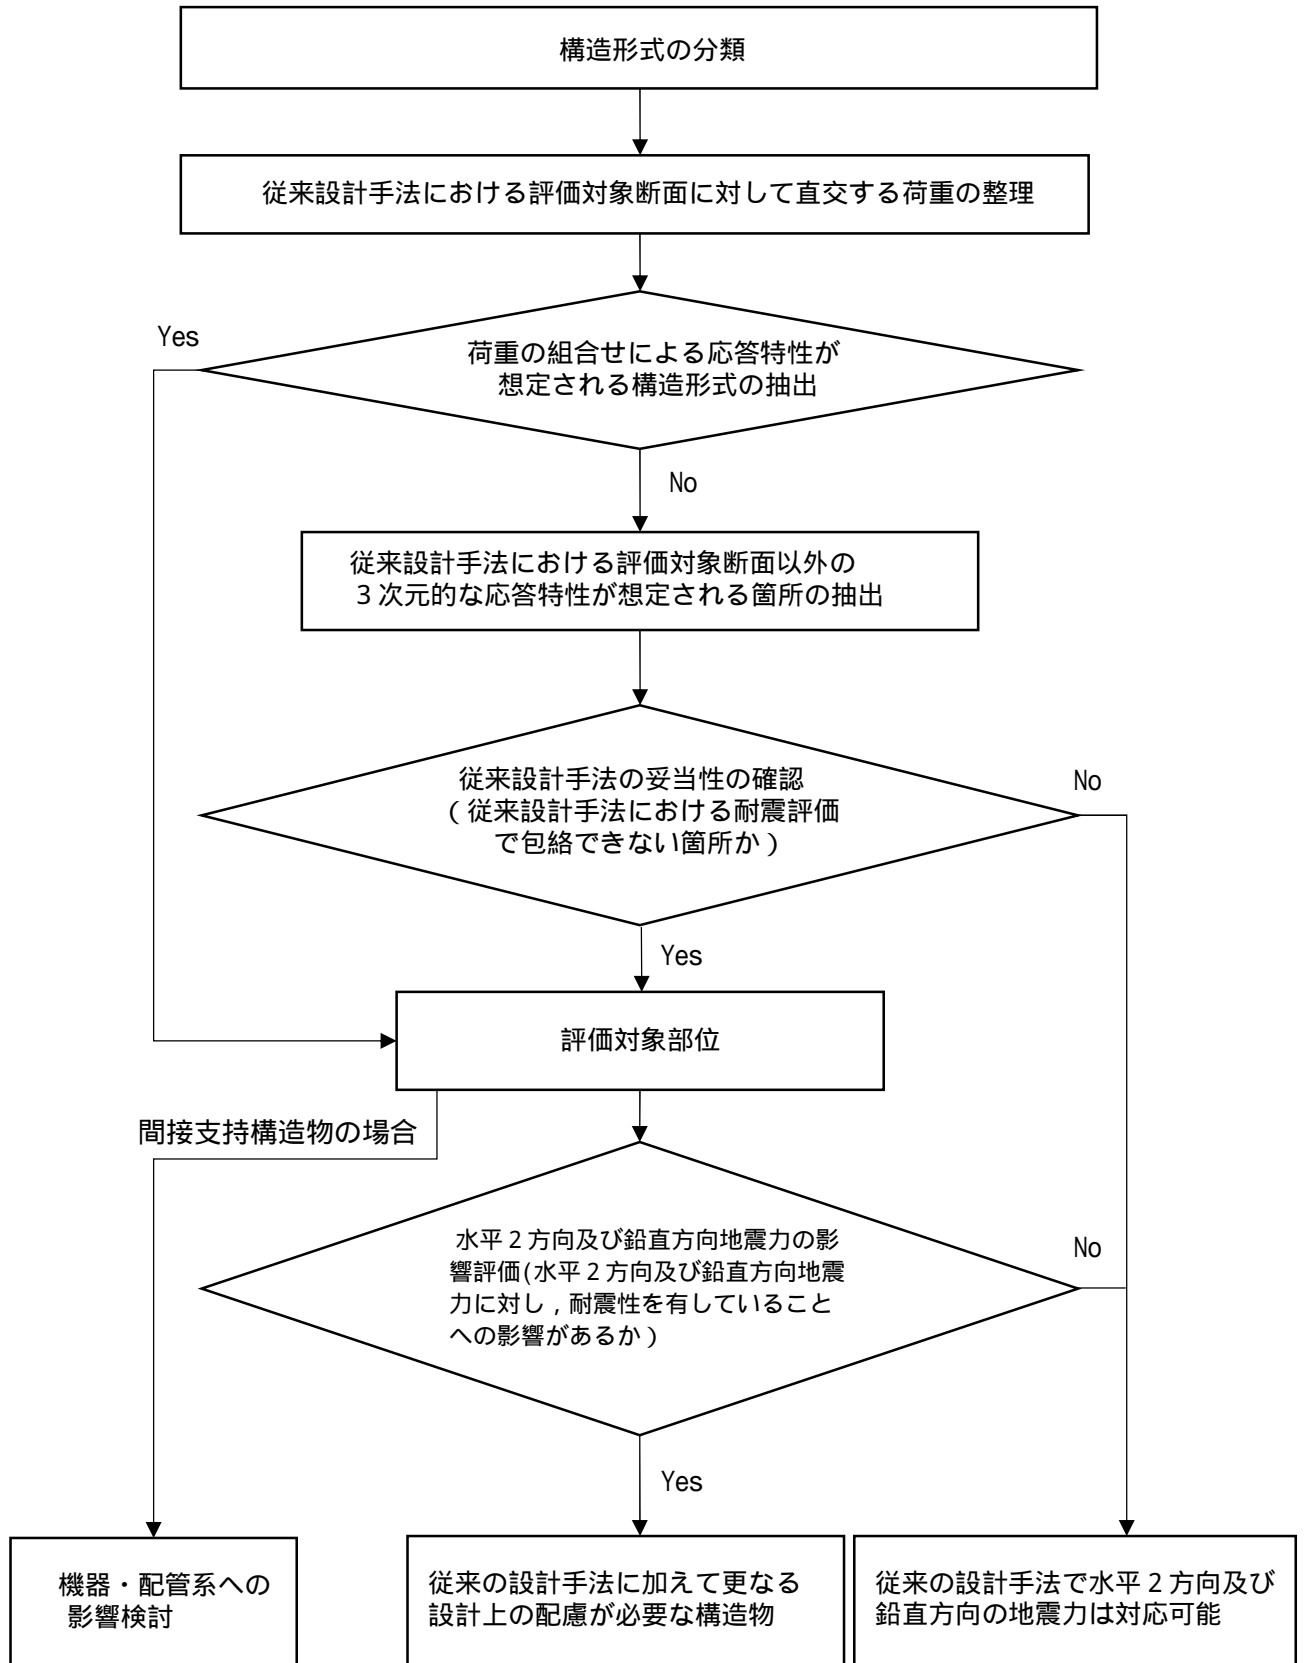 構造形式の分類
従来設計手法における評価対象断面に対して直交する荷重の整理
Yes
荷重の組合せによる応答特性が
想定される構造形式の抽出
No
従来設計手法における評価対象断面以外の
３次元的な応答特性が想定される箇所の抽出
従来設計手法の妥当性の確認
（従来設計手法における耐震評価
で包絡できない箇所か）
No
Yes
評価対象部位
間接支持構造物の場合
水平２方向及び鉛直方向地震力の影
響評価(水平２方向及び鉛直方向地震
力に対し，耐震性を有していること
への影響があるか）
No
Yes
機器・配管系への
影響検討
従来の設計手法に加えて更なる
設計上の配慮が必要な構造物
従来の設計手法で水平２方向及び
鉛直方向の地震力は対応可能